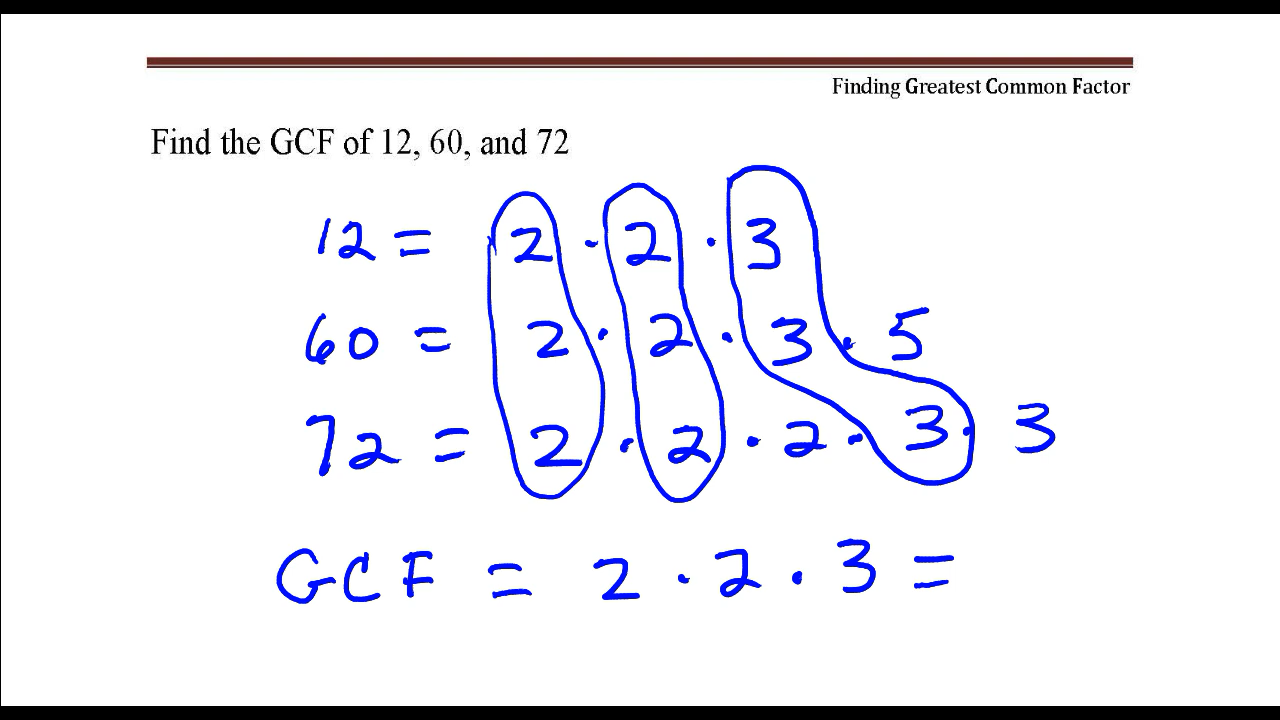 Finding Greatest Common Factor
Find the GCF of 12, 60, and 72
12 = 2 · 2 · 3
60 = 2 · 2 · 3 · 5
72 = 2 · 2 · 2 · 3 · 3
GCF = 2 · 2 · 3 =